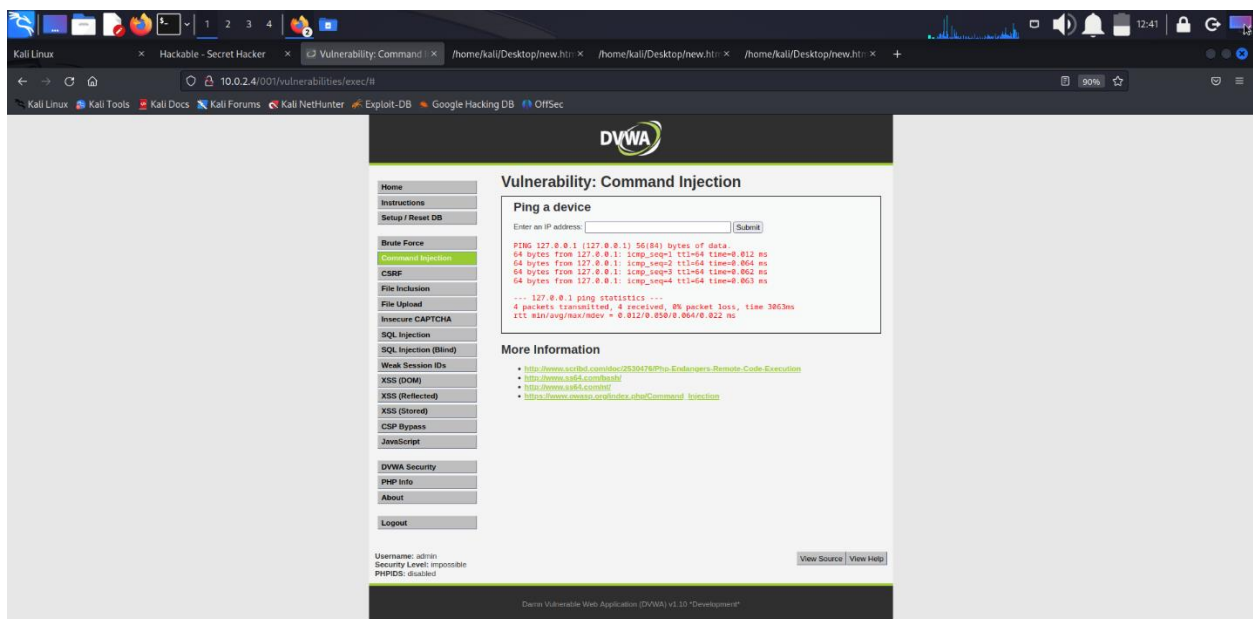 1 2 3 4 12:41
Kali Linux Hackable - Secret Hacker Vulnerability: Command /home/kali/Desktop/new.htm /home/kali/Desktop/new.htm /home/kali/Desktop/new.htm
10.0.2.4/001/vulnerabilities/exec/# 90%
Kali Linux Kali Tools Kali Docs Kali Forums Kali NetHunter Exploit-DB Google Hacking DB OffSec
DVWA
Home
Instructions
Setup / Reset DB
Brute Force
Command Injection
CSRF
File Inclusion
File Upload
Insecure CAPTCHA
SQL Injection
SQL Injection (Blind)
Weak Session IDs
XSS (DOM)
XSS (Reflected)
XSS (Stored)
CSP Bypass
JavaScript
DVWA Security
PHP Info
About
Logout
Vulnerability: Command Injection
Ping a device
Enter an IP address: Submit
PING 127.0.0.1 (127.0.0.1) 56(84) bytes of data.
64 bytes from 127.0.0.1: icmp_seq=1 ttl=64 time=0.012 ms
64 bytes from 127.0.0.1: icmp_seq=2 ttl=64 time=0.064 ms
64 bytes from 127.0.0.1: icmp_seq=3 ttl=64 time=0.062 ms
64 bytes from 127.0.0.1: icmp_seq=4 ttl=64 time=0.063 ms
--- 127.0.0.1 ping statistics ---
4 packets transmitted, 4 received, 0% packet loss, time 3063ms
rtt min/avg/max/mdev = 0.012/0.050/0.064/0.022 ms
More Information
http://www.scribd.com/doc/2530476/Php-Endangers-Remote-Code-Execution
http://www.ss64.com/bash/
http://www.ss64.com/nt/
https://www.owasp.org/index.php/Command_Injection
Username: admin
Security Level: impossible
PHPIDS: disabled
View Source View Help
Damn Vulnerable Web Application (DVWA) v1.10 *Development*